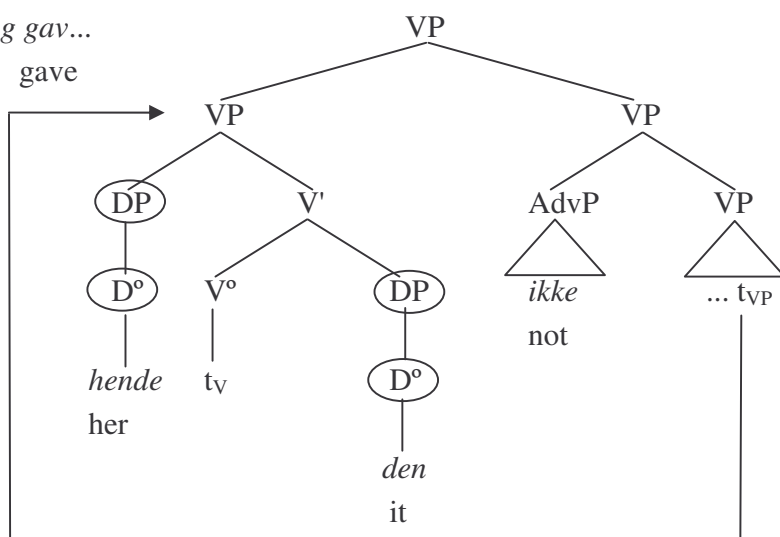 g gav... VP
gave
VP VP
DP V' AdvP VP
Dº Vº DP ikke ... tVP
not
hende tV Dº
her
den
it